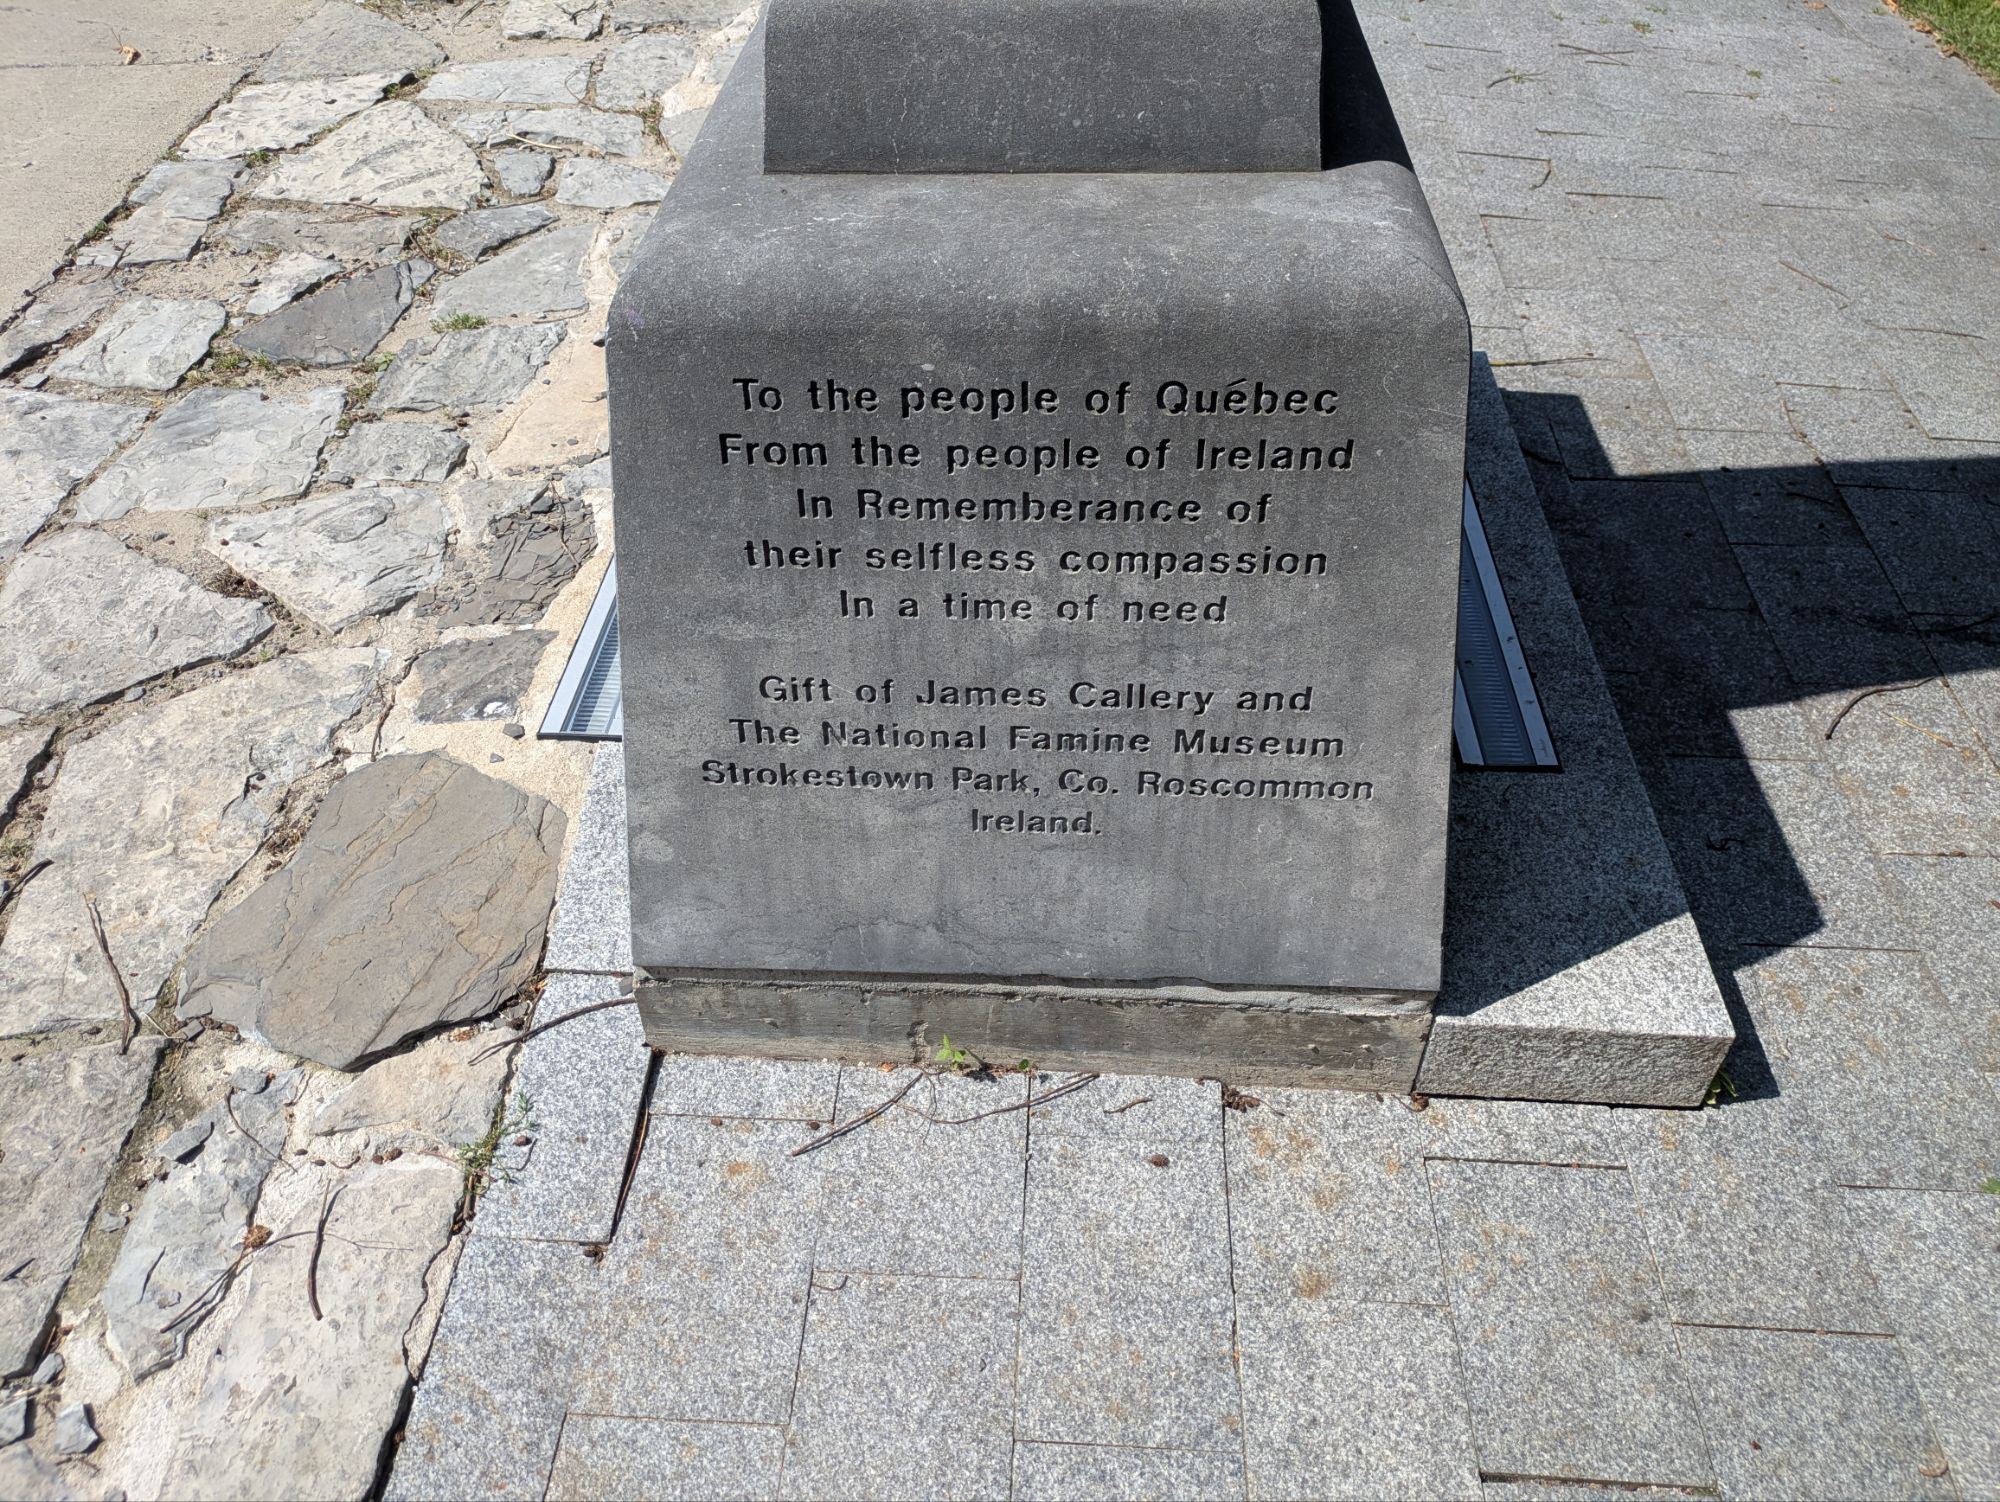 To the people of Québec
From the people of Ireland
In Rememberance of
their selfless compassion
In a time of need
Gift of James Callery and
The National Famine Museum
Strokestown Park, Co. Roscommon
Ireland.